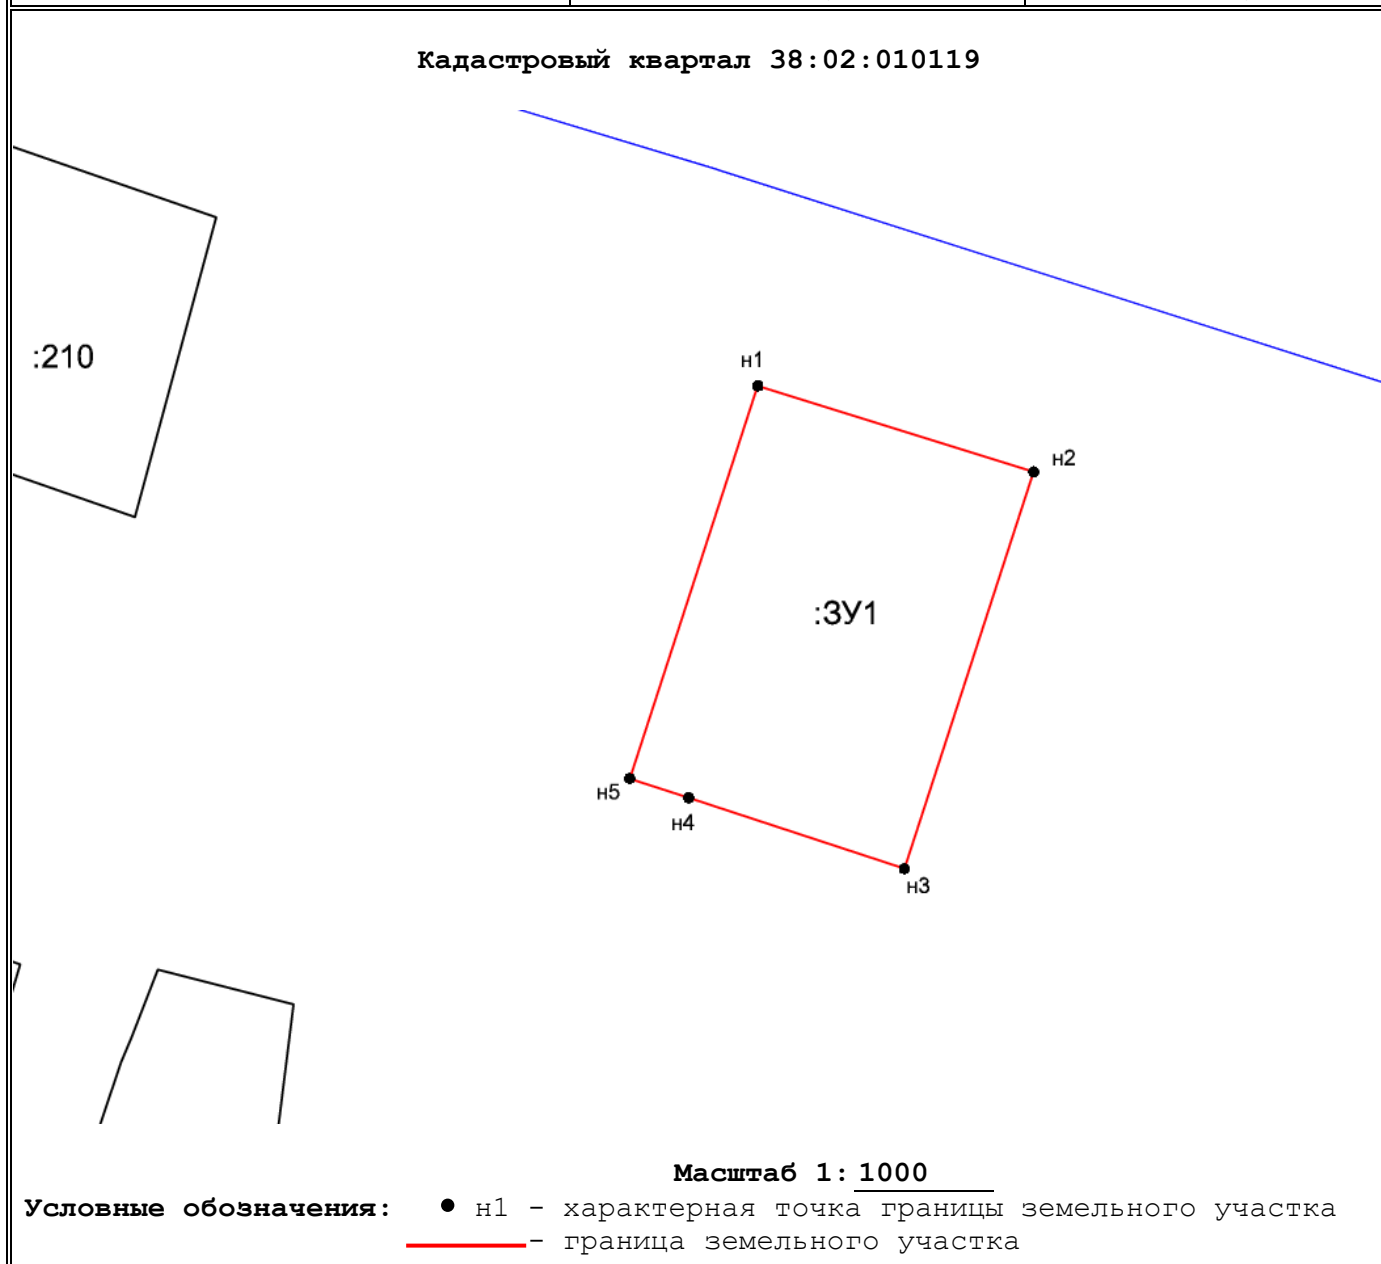 Кадастровый квартал 38:02:010119
:210
н1
н2
:ЗУ1
н5
н4
н3
Масштаб 1: 1000
Условные обозначения: ● н1 - характерная точка границы земельного участка
- граница земельного участка